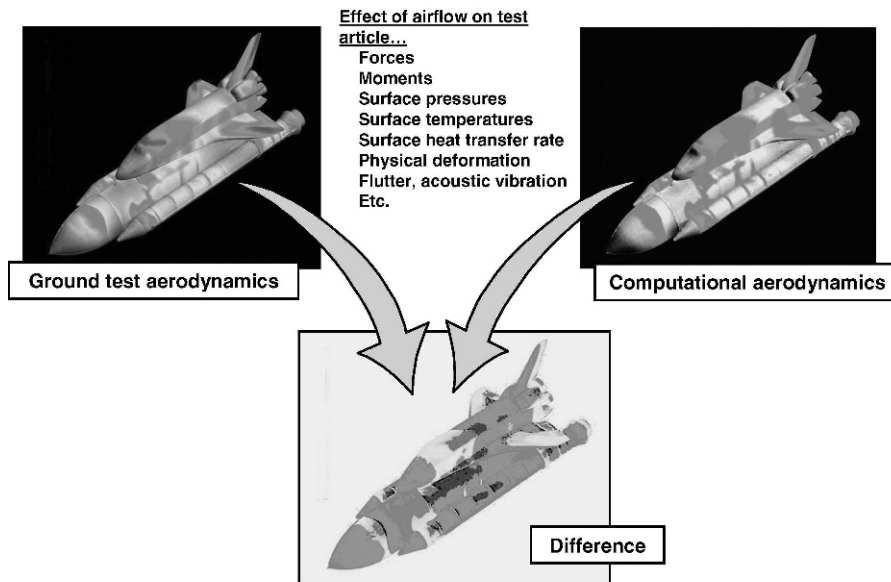 Effect of airflow on test
article...
Forces
Moments
Surface pressures
Surface temperatures
Surface heat transfer rate
Physical deformation
Flutter, acoustic vibration
Etc.
Ground test aerodynamics
Computational aerodynamics
Difference